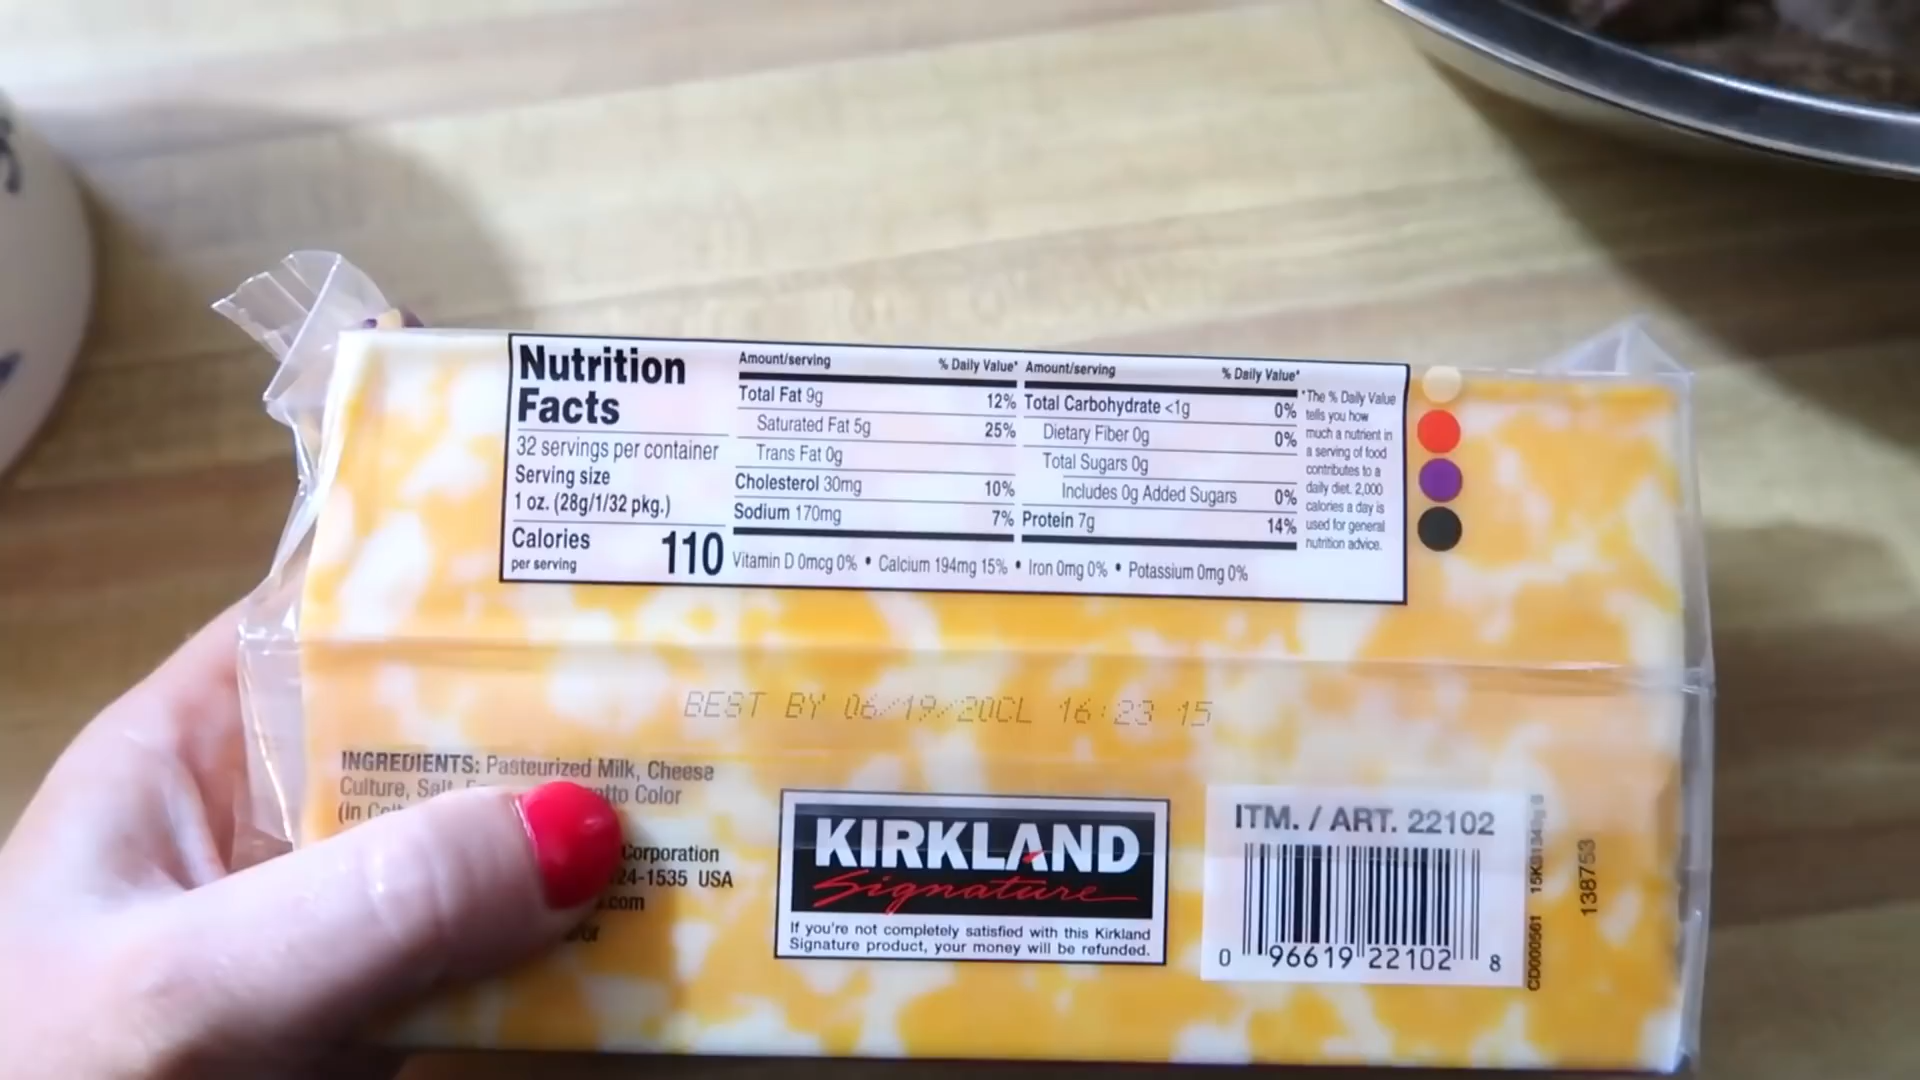 Nutrition
Facts
32 servings per container
Serving size
1 oz. (28g/1/32 pkg.)
Calories
per serving
110
Amount/serving % Daily Value*
Total Fat 9g 12%
Saturated Fat 5g 25%
Trans Fat 0g
Cholesterol 30mg 10%
Sodium 170mg 7%
Amount/serving % Daily Value*
Total Carbohydrate <1g 0%
Dietary Fiber 0g 0%
Total Sugars 0g
Includes 0g Added Sugars 0%
Protein 7g 14%
Vitamin D 0mcg 0% • Calcium 194mg 15% • Iron 0mg 0% • Potassium 0mg 0%
*The % Daily Value
tells you how
much a nutrient in
a serving of food
contributes to a
daily diet. 2,000
calories a day is
used for general
nutrition advice.
BEST BY 06/19/20CL 16:23 15
INGREDIENTS: Pasteurized Milk, Cheese
Culture, Salt, Color
(in
Corporation
24-1535 USA
.com
KIRKLAND
Signature
If you're not completely satisfied with this Kirkland
Signature product, your money will be refunded.
ITM. / ART. 22102
0 96619 22102 8
CD000561
138753